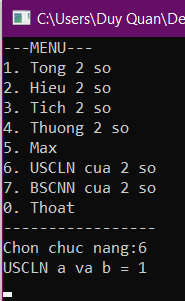 C:\Users\Duy Quan\De
---MENU---
1. Tong 2 so
2. Hieu 2 so
3. Tich 2 so
4. Thuong 2 so
5. Max
6. USCLN cua 2 so
7. BSCNN cua 2 so
0. Thoat
-----------------
Chon chuc nang:6
USCLN a va b = 1